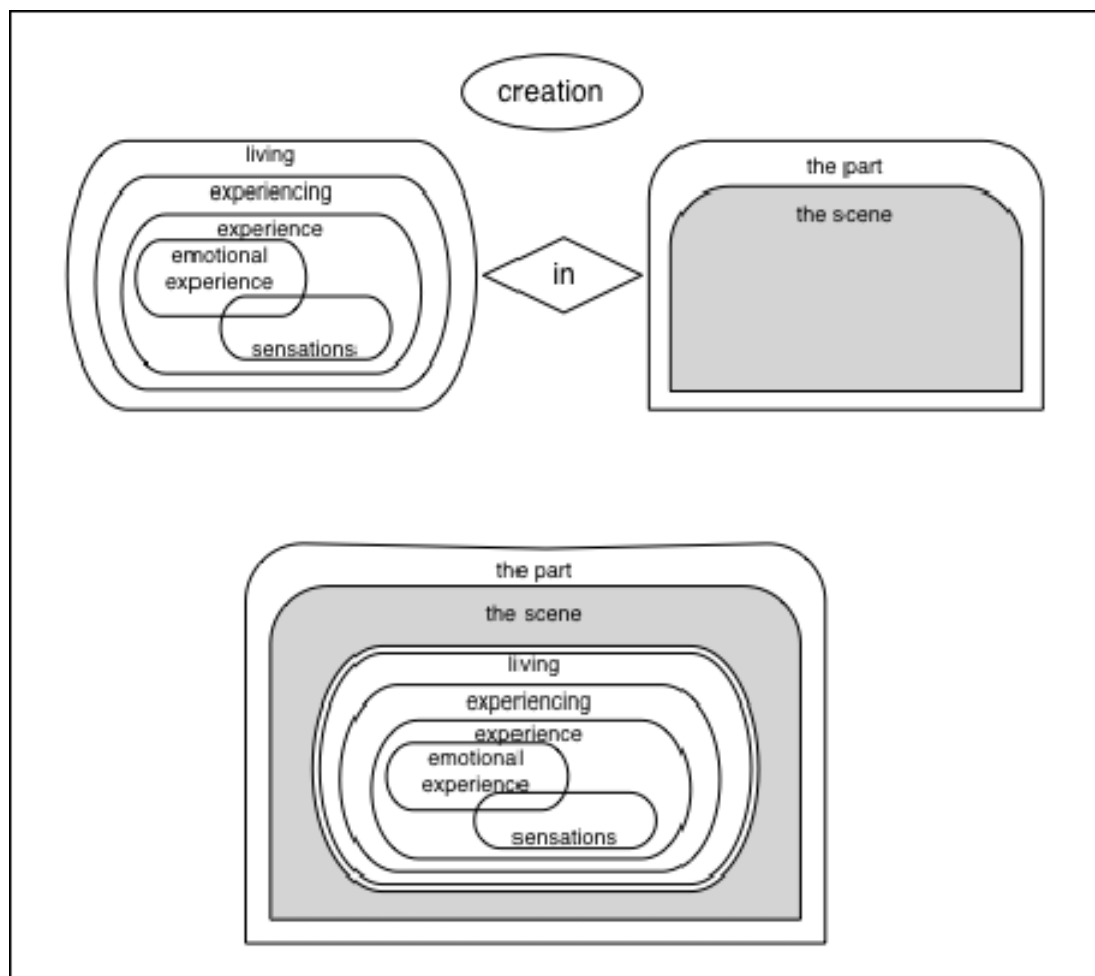 creation
living
experiencing
experience
emotional
experience
sensations
in
the part
the scene
the part
the scene
living
experiencing
experience
emotional
experience
sensations